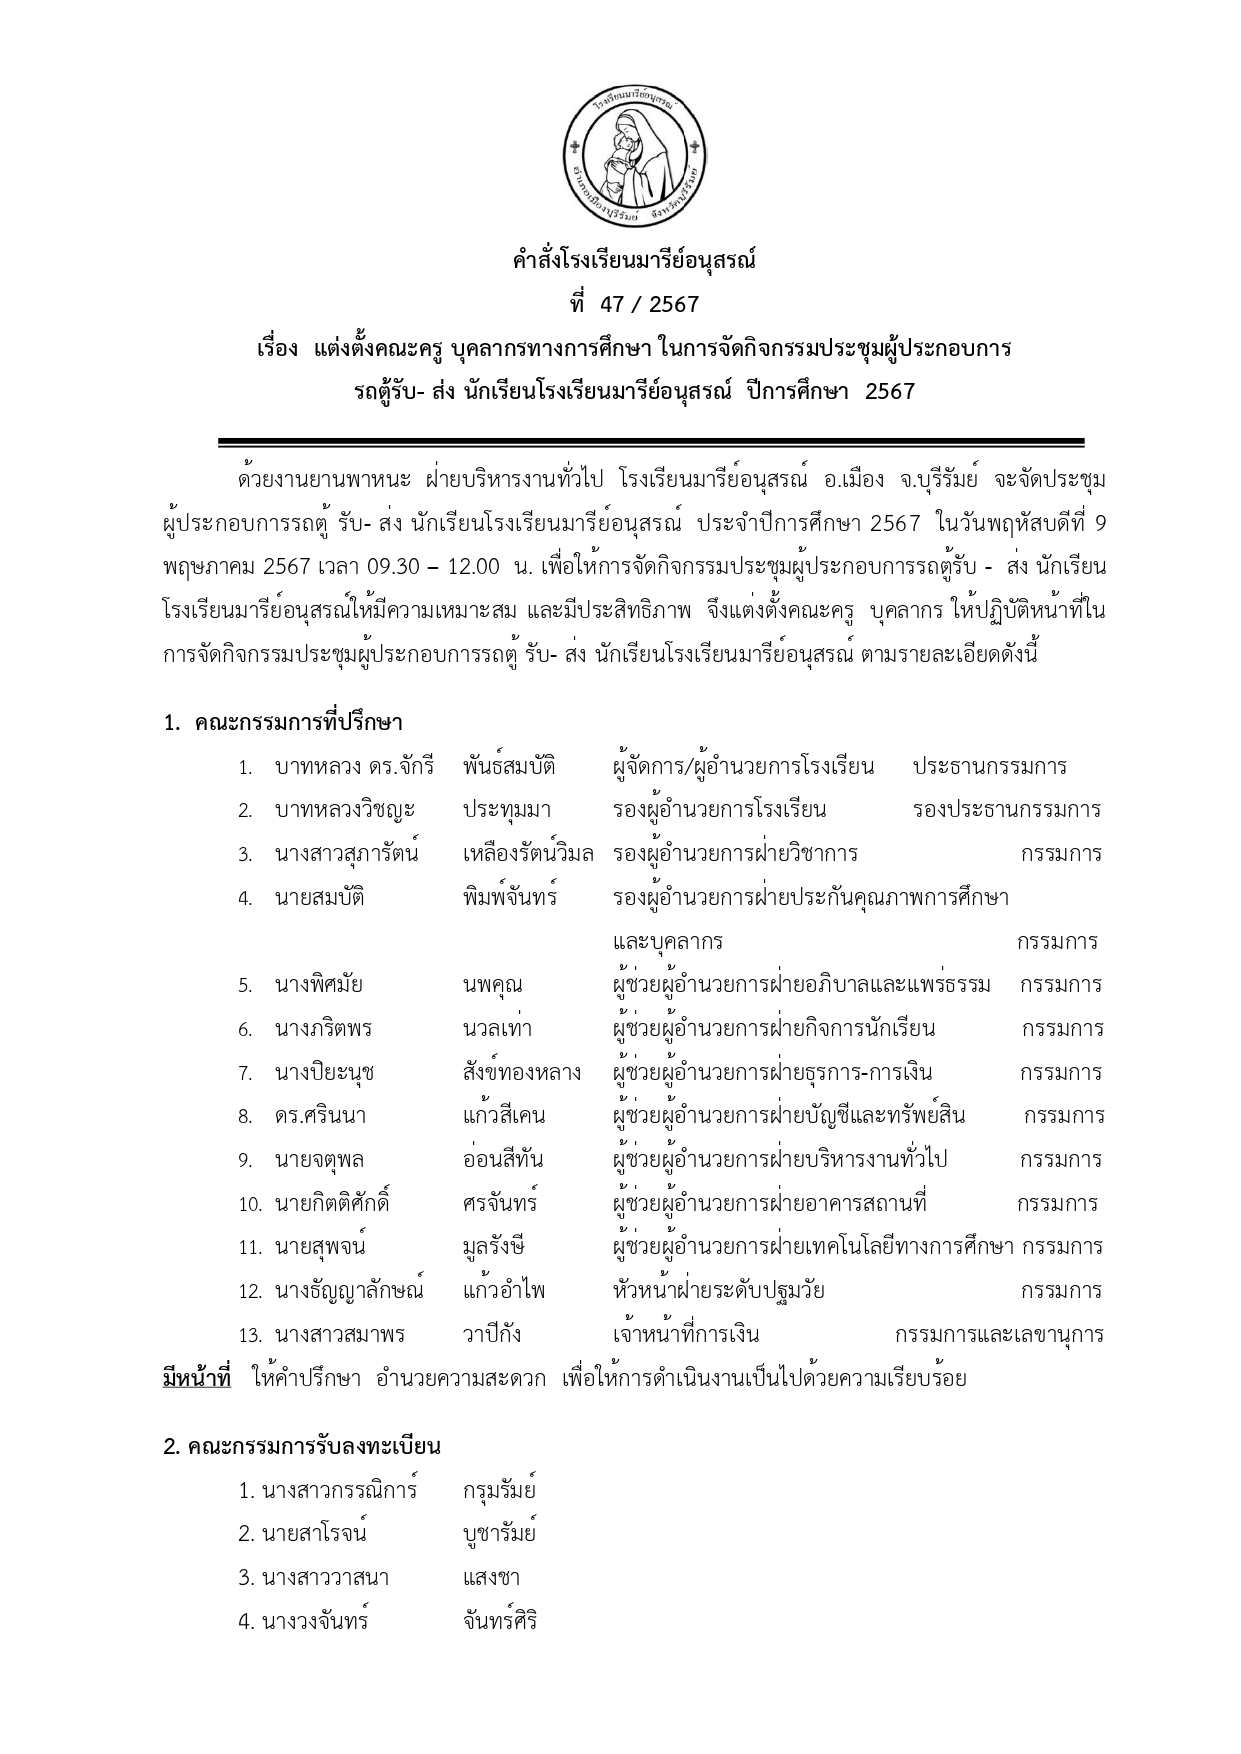 โรงเรียนมารีย์อนุสรณ์
อำเภอเมืองบุรีรัมย์ จังหวัดบุรีรัมย์
คำสั่งโรงเรียนมารีย์อนุสรณ์
ที่ 47 / 2567
เรื่อง แต่งตั้งคณะครู บุคลากรทางการศึกษา ในการจัดกิจกรรมประชุมผู้ประกอบการ
รถตู้รับ- ส่ง นักเรียนโรงเรียนมารีย์อนุสรณ์ ปีการศึกษา 2567
ด้วยงานยานพาหนะ ฝ่ายบริหารงานทั่วไป โรงเรียนมารีย์อนุสรณ์ อ.เมือง จ.บุรีรัมย์ จะจัดประชุม
ผู้ประกอบการรถตู้ รับ- ส่ง นักเรียนโรงเรียนมารีย์อนุสรณ์ ประจำปีการศึกษา 2567 ในวันพฤหัสบดีที่ 9
พฤษภาคม 2567 เวลา 09.30 – 12.00 น. เพื่อให้การจัดกิจกรรมประชุมผู้ประกอบการรถตู้รับ - ส่ง นักเรียน
โรงเรียนมารีย์อนุสรณ์ให้มีความเหมาะสม และมีประสิทธิภาพ จึงแต่งตั้งคณะครู บุคลากร ให้ปฏิบัติหน้าที่ใน
การจัดกิจกรรมประชุมผู้ประกอบการรถตู้ รับ- ส่ง นักเรียนโรงเรียนมารีย์อนุสรณ์ ตามรายละเอียดดังนี้
1. คณะกรรมการที่ปรึกษา
1. บาทหลวง ดร.จักรี พันธ์สมบัติ ผู้จัดการ/ผู้อำนวยการโรงเรียน ประธานกรรมการ
2. บาทหลวงวิชญะ ประทุมมา รองผู้อำนวยการโรงเรียน รองประธานกรรมการ
3. นางสาวสุภารัตน์ เหลืองรัตน์วิมล รองผู้อำนวยการฝ่ายวิชาการ กรรมการ
4. นายสมบัติ พิมพ์จันทร์ รองผู้อำนวยการฝ่ายประกันคุณภาพการศึกษา
และบุคลากร กรรมการ
5. นางพิศมัย นพคุณ ผู้ช่วยผู้อำนวยการฝ่ายอภิบาลและแพร่ธรรม กรรมการ
6. นางภริตพร นวลเท่า ผู้ช่วยผู้อำนวยการฝ่ายกิจการนักเรียน กรรมการ
7. นางปิยะนุช สังข์ทองหลาง ผู้ช่วยผู้อำนวยการฝ่ายธุรการ-การเงิน กรรมการ
8. ดร.ศรินนา แก้วสีเคน ผู้ช่วยผู้อำนวยการฝ่ายบัญชีและทรัพย์สิน กรรมการ
9. นายจตุพล อ่อนสีทัน ผู้ช่วยผู้อำนวยการฝ่ายบริหารงานทั่วไป กรรมการ
10. นายกิตติศักดิ์ ศรจันทร์ ผู้ช่วยผู้อำนวยการฝ่ายอาคารสถานที่ กรรมการ
11. นายสุพจน์ มูลรังษี ผู้ช่วยผู้อำนวยการฝ่ายเทคโนโลยีทางการศึกษา กรรมการ
12. นางธัญญาลักษณ์ แก้วอำไพ หัวหน้าฝ่ายระดับปฐมวัย กรรมการ
13. นางสาวสมาพร วาปีกัง เจ้าหน้าที่การเงิน กรรมการและเลขานุการ
มีหน้าที่ ให้คำปรึกษา อำนวยความสะดวก เพื่อให้การดำเนินงานเป็นไปด้วยความเรียบร้อย
2. คณะกรรมการรับลงทะเบียน
1. นางสาวกรรณิการ์ กรุมรัมย์
2. นายสาโรจน์ บูชารัมย์
3. นางสาววาสนา แสงชา
4. นางวงจันทร์ จันทร์ศิริ